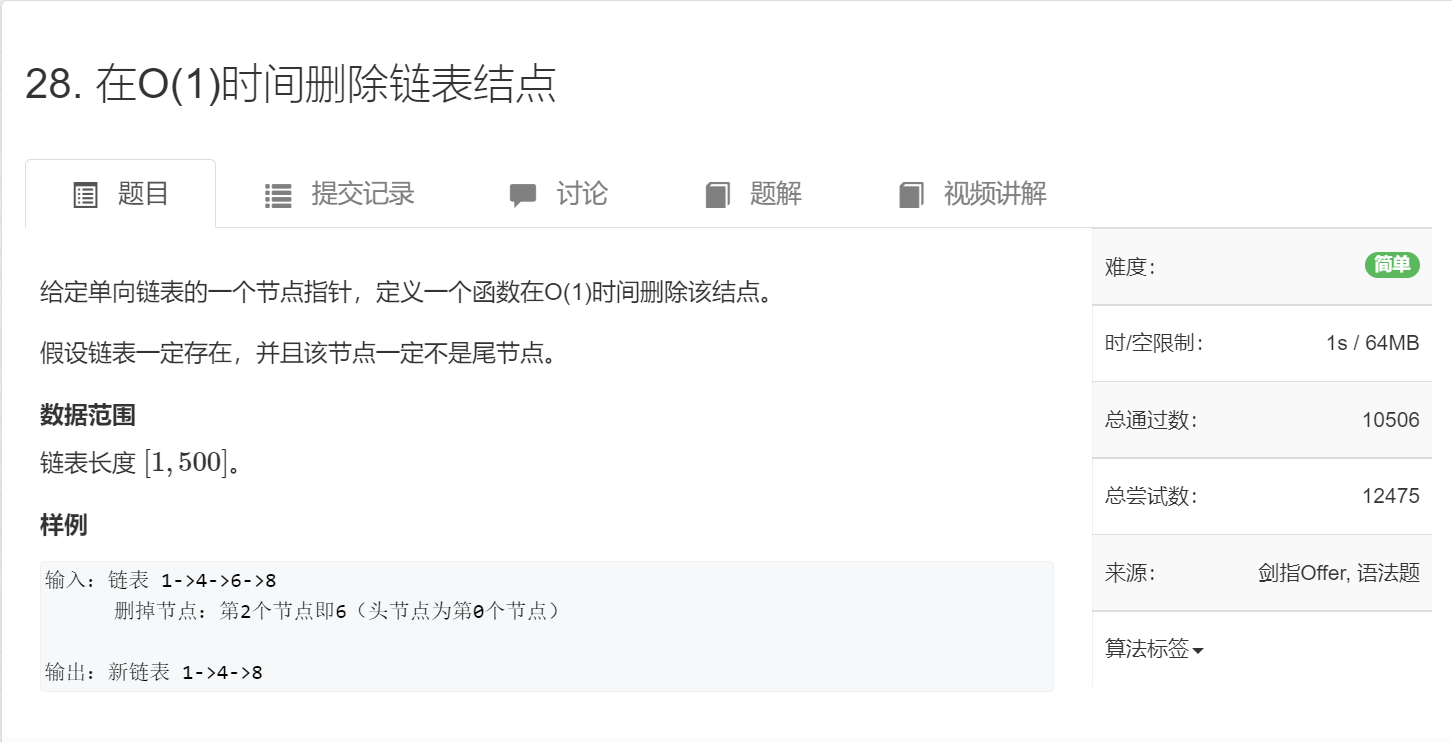 28. 在O(1)时间删除链表结点
题目
提交记录
讨论
题解
视频讲解
给定单向链表的一个节点指针，定义一个函数在O(1)时间删除该结点。
假设链表一定存在，并且该节点一定不是尾节点。
数据范围
链表长度 [1, 500]。
样例
输入：链表 1->4->6->8
删掉节点：第2个节点即6（头节点为第0个节点）
输出：新链表 1->4->8
难度： 简单
时/空限制： 1s / 64MB
总通过数： 10506
总尝试数： 12475
来源： 剑指Offer, 语法题
算法标签